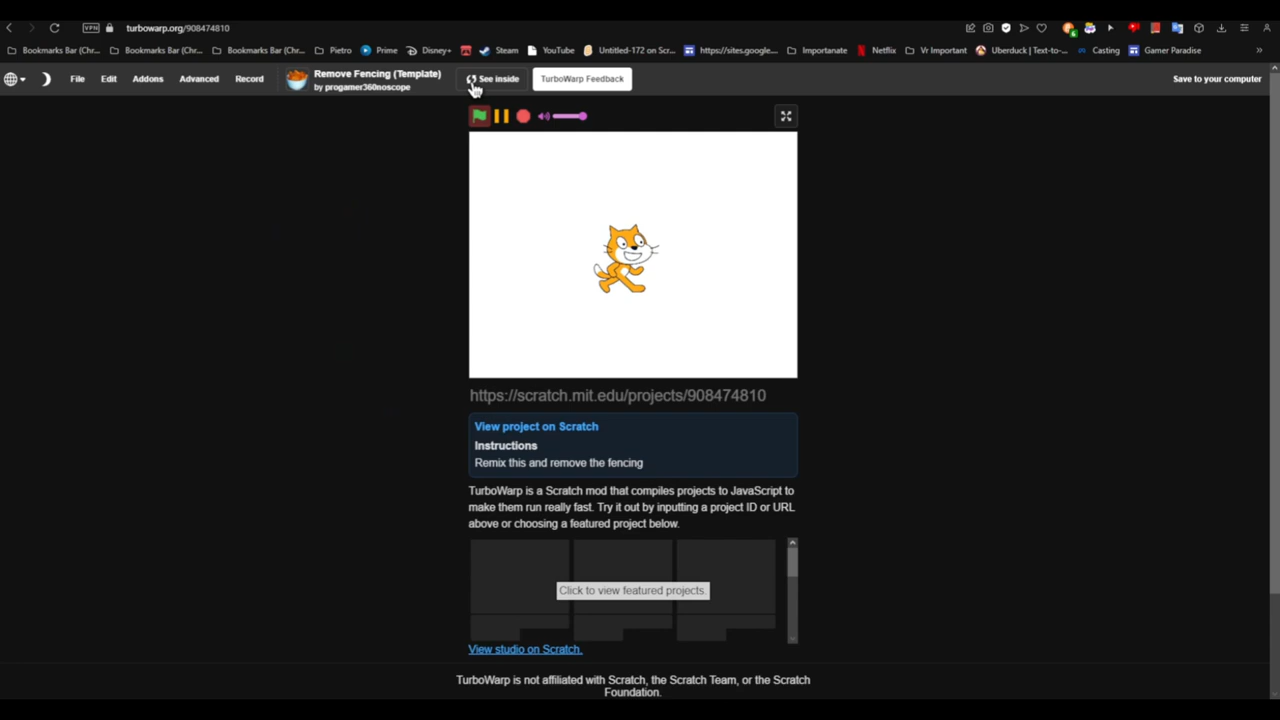 VPN turbowarp.org/908474810
Bookmarks Bar (Chr... Bookmarks Bar (Chr... Bookmarks Bar (Chr... Pietro Prime Disney+ Steam YouTube Untitled-172 on Scr... https://sites.google.... Importanate Netflix Vr Important Uberduck | Text-to-... Casting Gamer Paradise »
File Edit Addons Advanced Record Remove Fencing (Template) See inside TurboWarp Feedback Save to your computer
by progamer360noscope
https://scratch.mit.edu/projects/908474810
View project on Scratch
Instructions
Remix this and remove the fencing
TurboWarp is a Scratch mod that compiles projects to JavaScript to
make them run really fast. Try it out by inputting a project ID or URL
above or choosing a featured project below.
Click to view featured projects.
View studio on Scratch.
TurboWarp is not affiliated with Scratch, the Scratch Team, or the Scratch
Foundation.